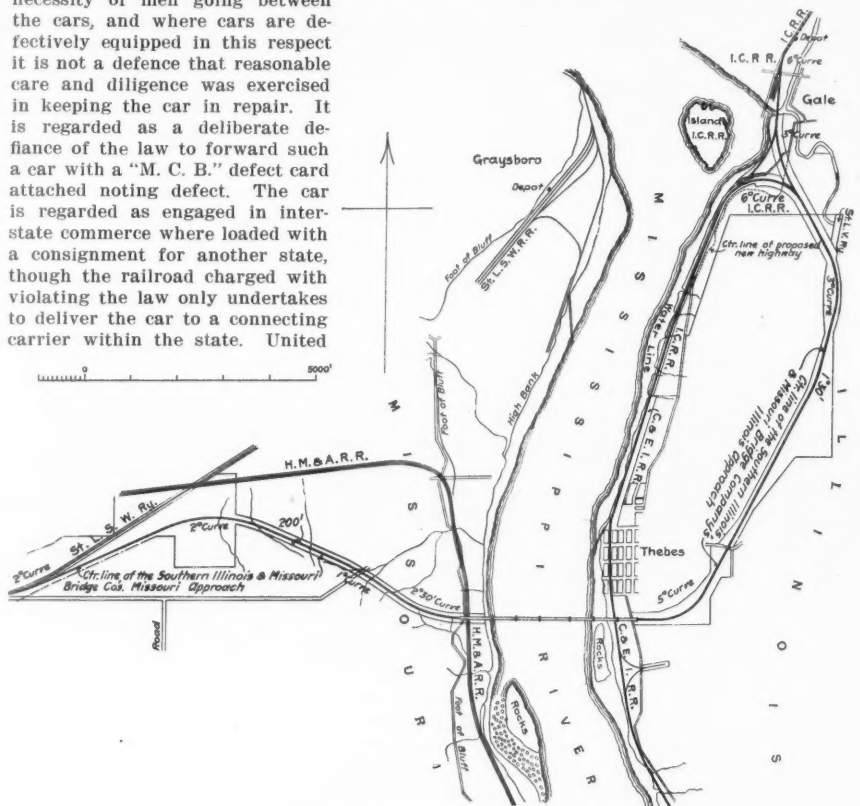 necessity of men going between
the cars, and where cars are de-
fectively equipped in this respect
it is not a defence that reasonable
care and diligence was exercised
in keeping the car in repair. It
is regarded as a deliberate de-
fiance of the law to forward such
a car with a "M. C. B." defect card
attached noting defect. The car
is regarded as engaged in inter-
state commerce where loaded with
a consignment for another state,
though the railroad charged with
violating the law only undertakes
to deliver the car to a connecting
carrier within the state. United
0 5000'
I.C.R.R.
Depot
I.C.R.R.
6° Curve
Gale
Island
I.C.R.R.
5° Curve
Graysboro
Depot
6° Curve
I.C.R.R.
Foot of Bluff
St. L. S. W. R. R.
Ctr. line of proposed
new highway
3° Curve
MISSISSIPPI RIVER
Water Line
I.C.R.R.
High Bank
1° 30'
Ctr. line of the Southern Illinois
& Missouri Bridge Company's
Illinois Approach
ILLINOIS
Foot of Bluff
MISSOURI
C. & E. I. R.R.
H. M. & A. R. R.
St. L. S. W. Ry.
2° Curve
2° Curve
200'
Curve
2° 30' Curve
Ctr. line of the Southern Illinois & Missouri
Bridge Co's. Missouri Approach
Road
Thebes
5° Curve
H. M. & A. R. R.
Rocks
C. & E. I. R.R.
Foot of Bluff
Rocks